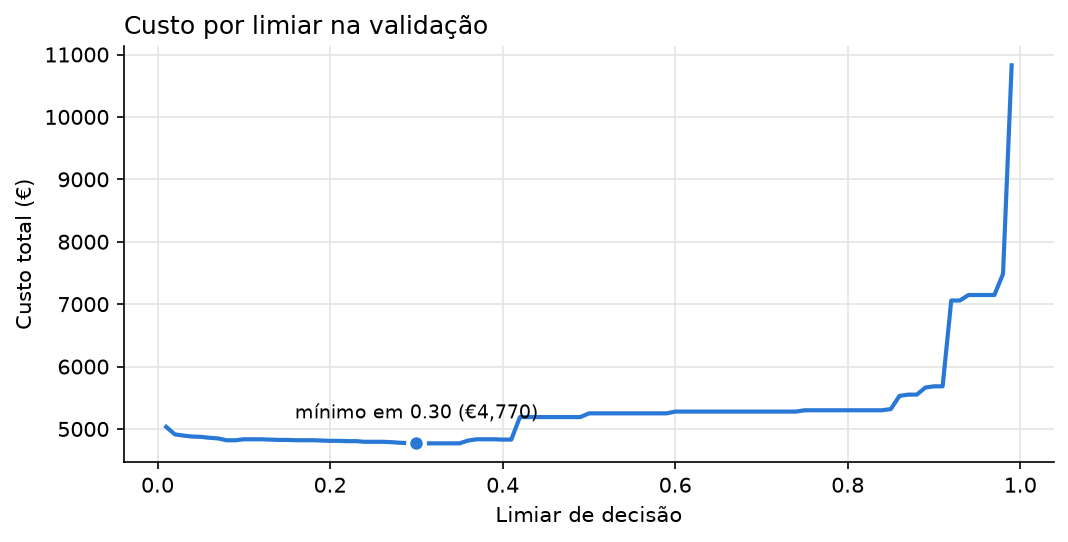 Custo por limiar na validação
11000
10000
9000
8000
7000
6000
5000
Custo total (€)
mínimo em 0.30 (€4,770)
0.0 0.2 0.4 0.6 0.8 1.0
Limiar de decisão